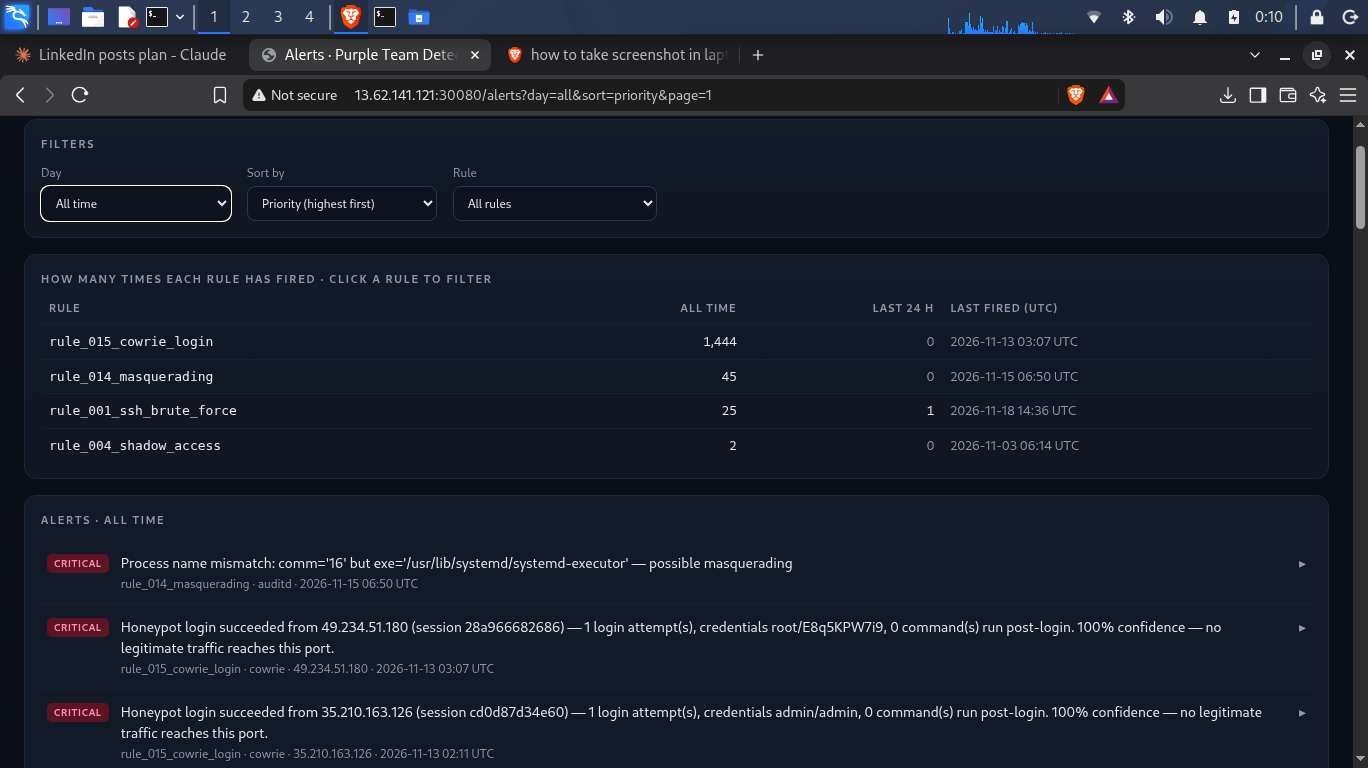 1 2 3 4 0:10
LinkedIn posts plan - Claude
Alerts · Purple Team Dete
how to take screenshot in lap
Not secure 13.62.141.121:30080/alerts?day=all&sort=priority&page=1
FILTERS
Day Sort by Rule
All time Priority (highest first) All rules
HOW MANY TIMES EACH RULE HAS FIRED · CLICK A RULE TO FILTER
RULE ALL TIME LAST 24 H LAST FIRED (UTC)
rule_015_cowrie_login 1,444 0 2026-11-13 03:07 UTC
rule_014_masquerading 45 0 2026-11-15 06:50 UTC
rule_001_ssh_brute_force 25 1 2026-11-18 14:36 UTC
rule_004_shadow_access 2 0 2026-11-03 06:14 UTC
ALERTS · ALL TIME
CRITICAL Process name mismatch: comm='16' but exe='/usr/lib/systemd/systemd-executor' — possible masquerading
rule_014_masquerading · auditd · 2026-11-15 06:50 UTC
CRITICAL Honeypot login succeeded from 49.234.51.180 (session 28a966682686) — 1 login attempt(s), credentials root/E8q5KPW7i9, 0 command(s) run post-login. 100% confidence — no
legitimate traffic reaches this port.
rule_015_cowrie_login · cowrie · 49.234.51.180 · 2026-11-13 03:07 UTC
CRITICAL Honeypot login succeeded from 35.210.163.126 (session cd0d87d34e60) — 1 login attempt(s), credentials admin/admin, 0 command(s) run post-login. 100% confidence — no legitimate
traffic reaches this port.
rule_015_cowrie_login · cowrie · 35.210.163.126 · 2026-11-13 02:11 UTC